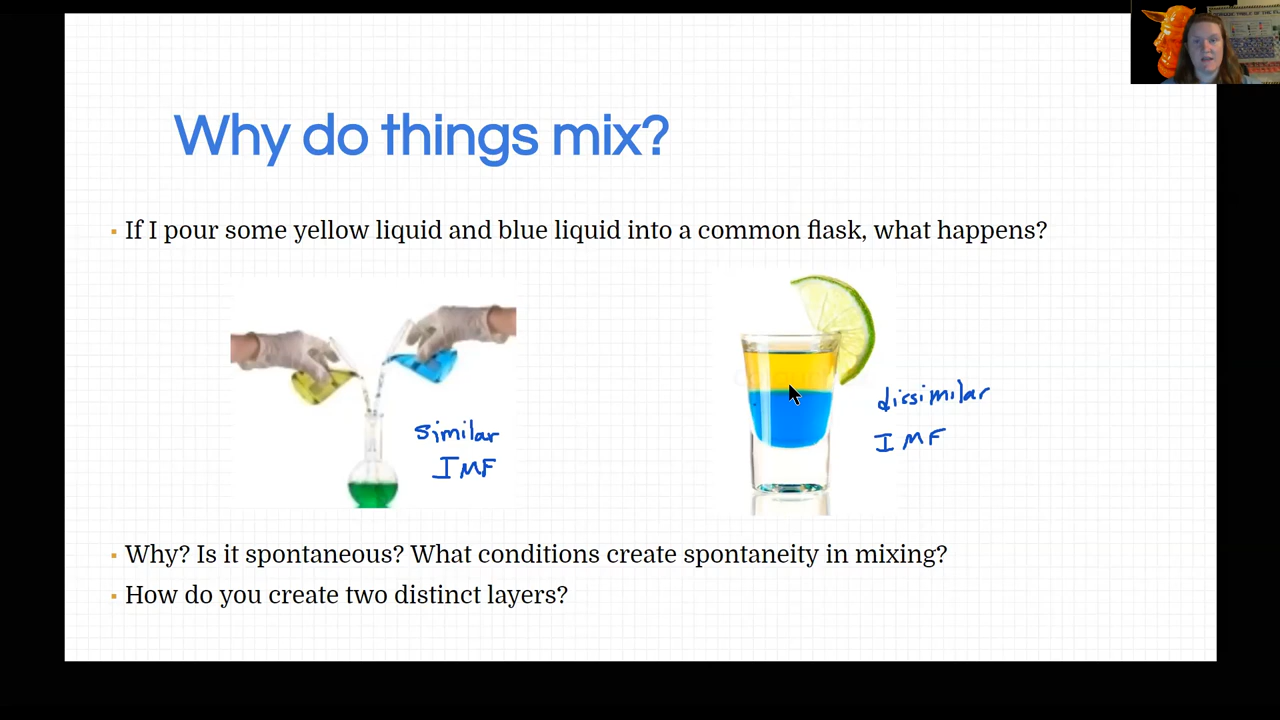 Why do things mix?
If I pour some yellow liquid and blue liquid into a common flask, what happens?
similar
IMF
dissimilar
IMF
Why? Is it spontaneous? What conditions create spontaneity in mixing?
How do you create two distinct layers?